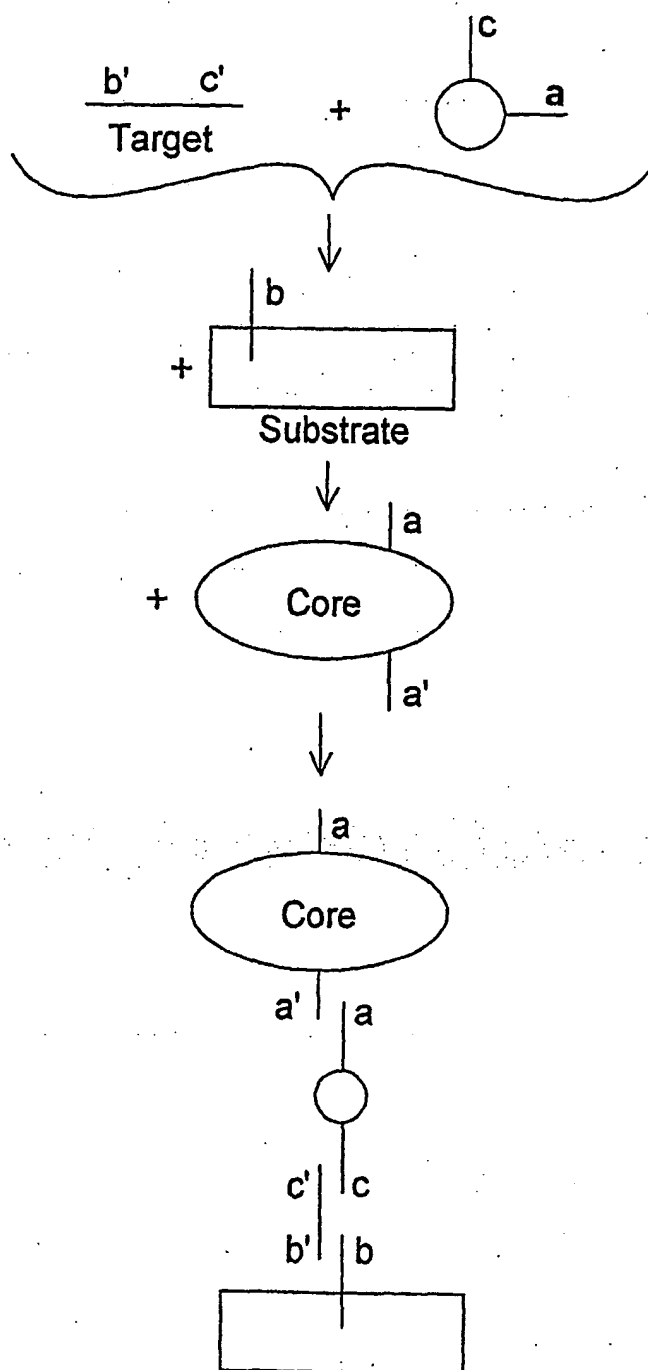 c
b' c' + a
Target
b
+
Substrate
a
+ Core
a'
a
Core
a' a
c' c
b' b